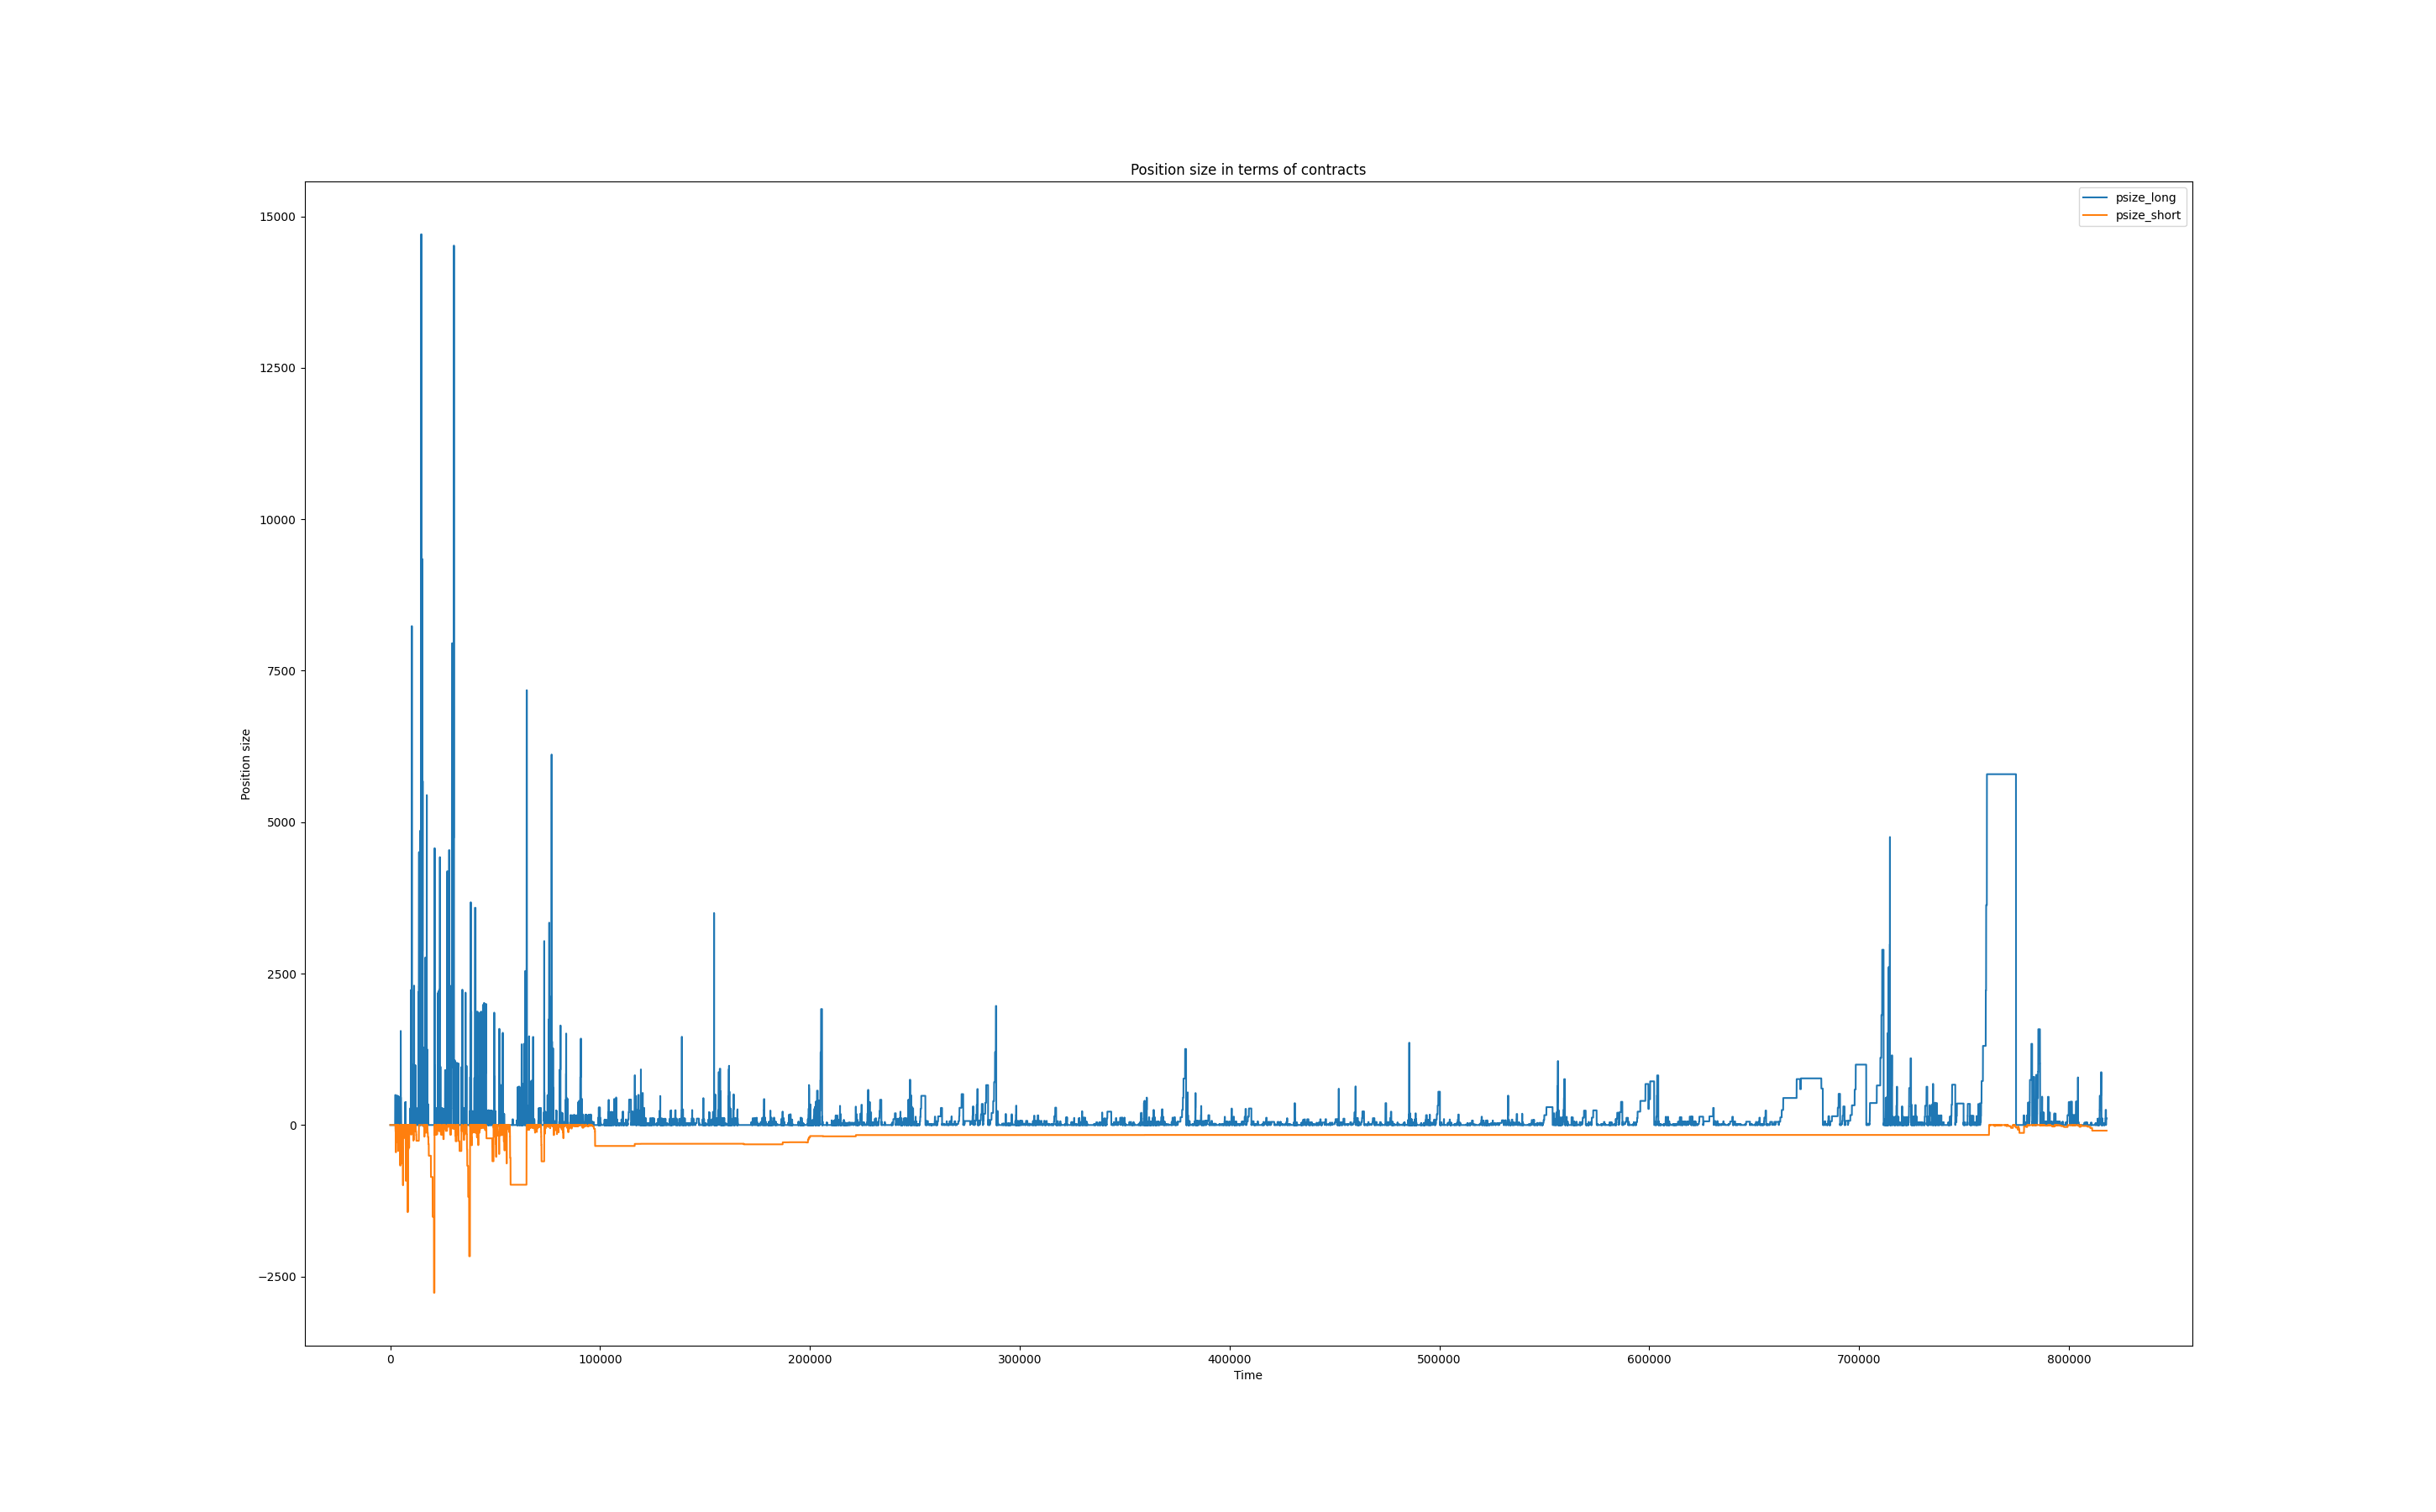 Position size in terms of contracts
psize_long
psize_short
15000
12500
10000
7500
5000
2500
0
−2500
Position size
0 100000 200000 300000 400000 500000 600000 700000 800000
Time